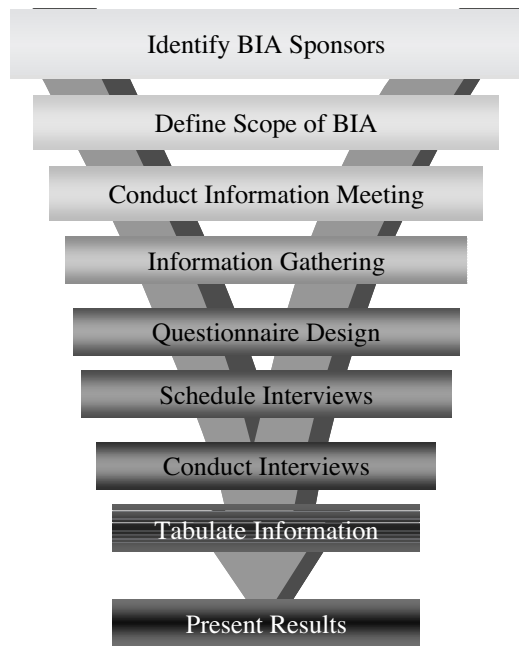 Identify BIA Sponsors
Define Scope of BIA
Conduct Information Meeting
Information Gathering
Questionnaire Design
Schedule Interviews
Conduct Interviews
Tabulate Information
Present Results